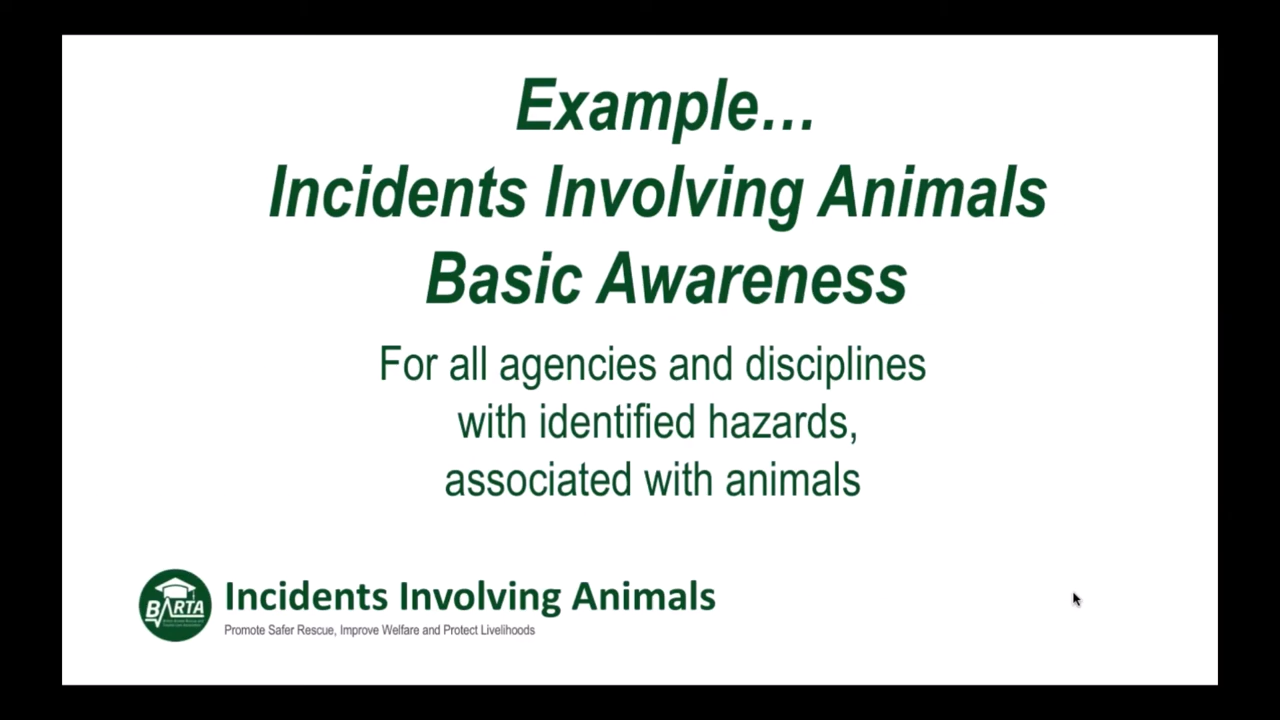 Example...
Incidents Involving Animals
Basic Awareness
For all agencies and disciplines
with identified hazards,
associated with animals
BARTA
Incidents Involving Animals
Promote Safer Rescue, Improve Welfare and Protect Livelihoods